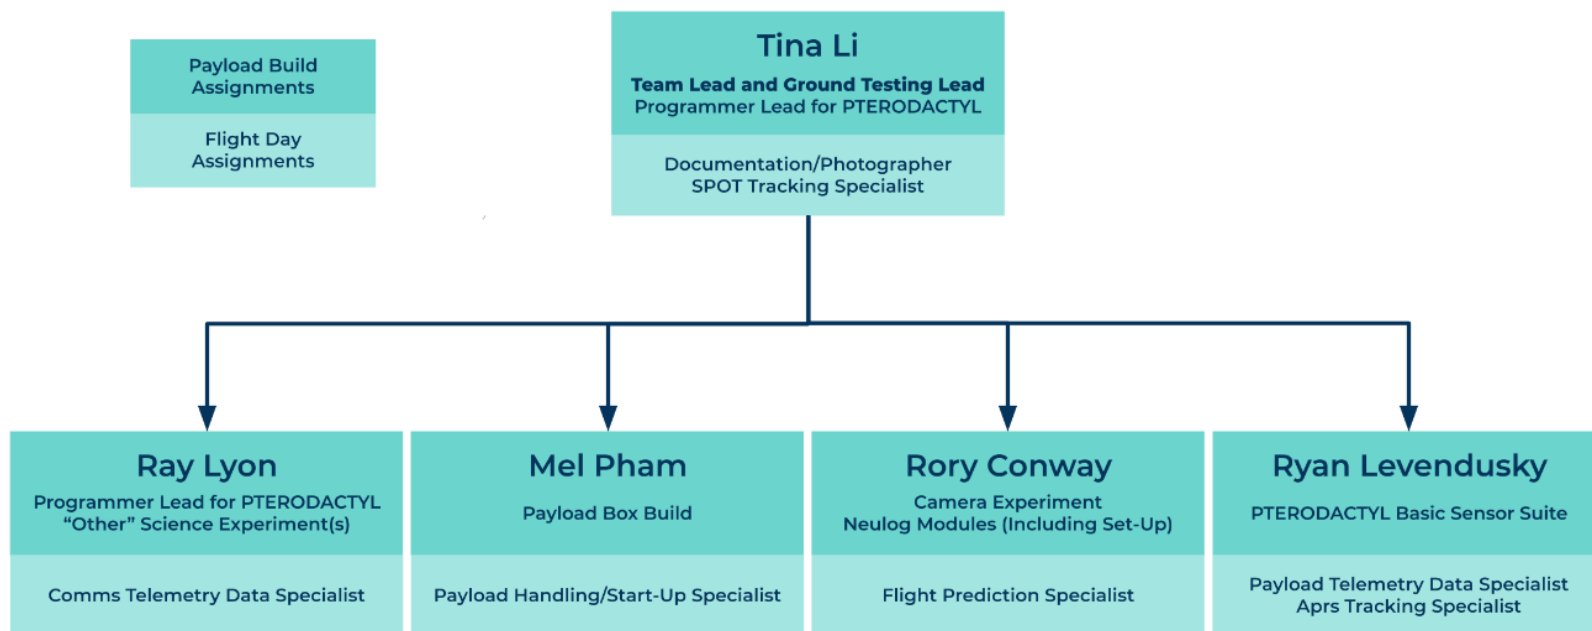 Payload Build
Assignments
Flight Day
Assignments
Tina Li
Team Lead and Ground Testing Lead
Programmer Lead for PTERODACTYL
Documentation/Photographer
SPOT Tracking Specialist
Ray Lyon
Programmer Lead for PTERODACTYL
“Other” Science Experiment(s)
Comms Telemetry Data Specialist
Mel Pham
Payload Box Build
Payload Handling/Start-Up Specialist
Rory Conway
Camera Experiment
Neulog Modules (Including Set-Up)
Flight Prediction Specialist
Ryan Levendusky
PTERODACTYL Basic Sensor Suite
Payload Telemetry Data Specialist
Aprs Tracking Specialist